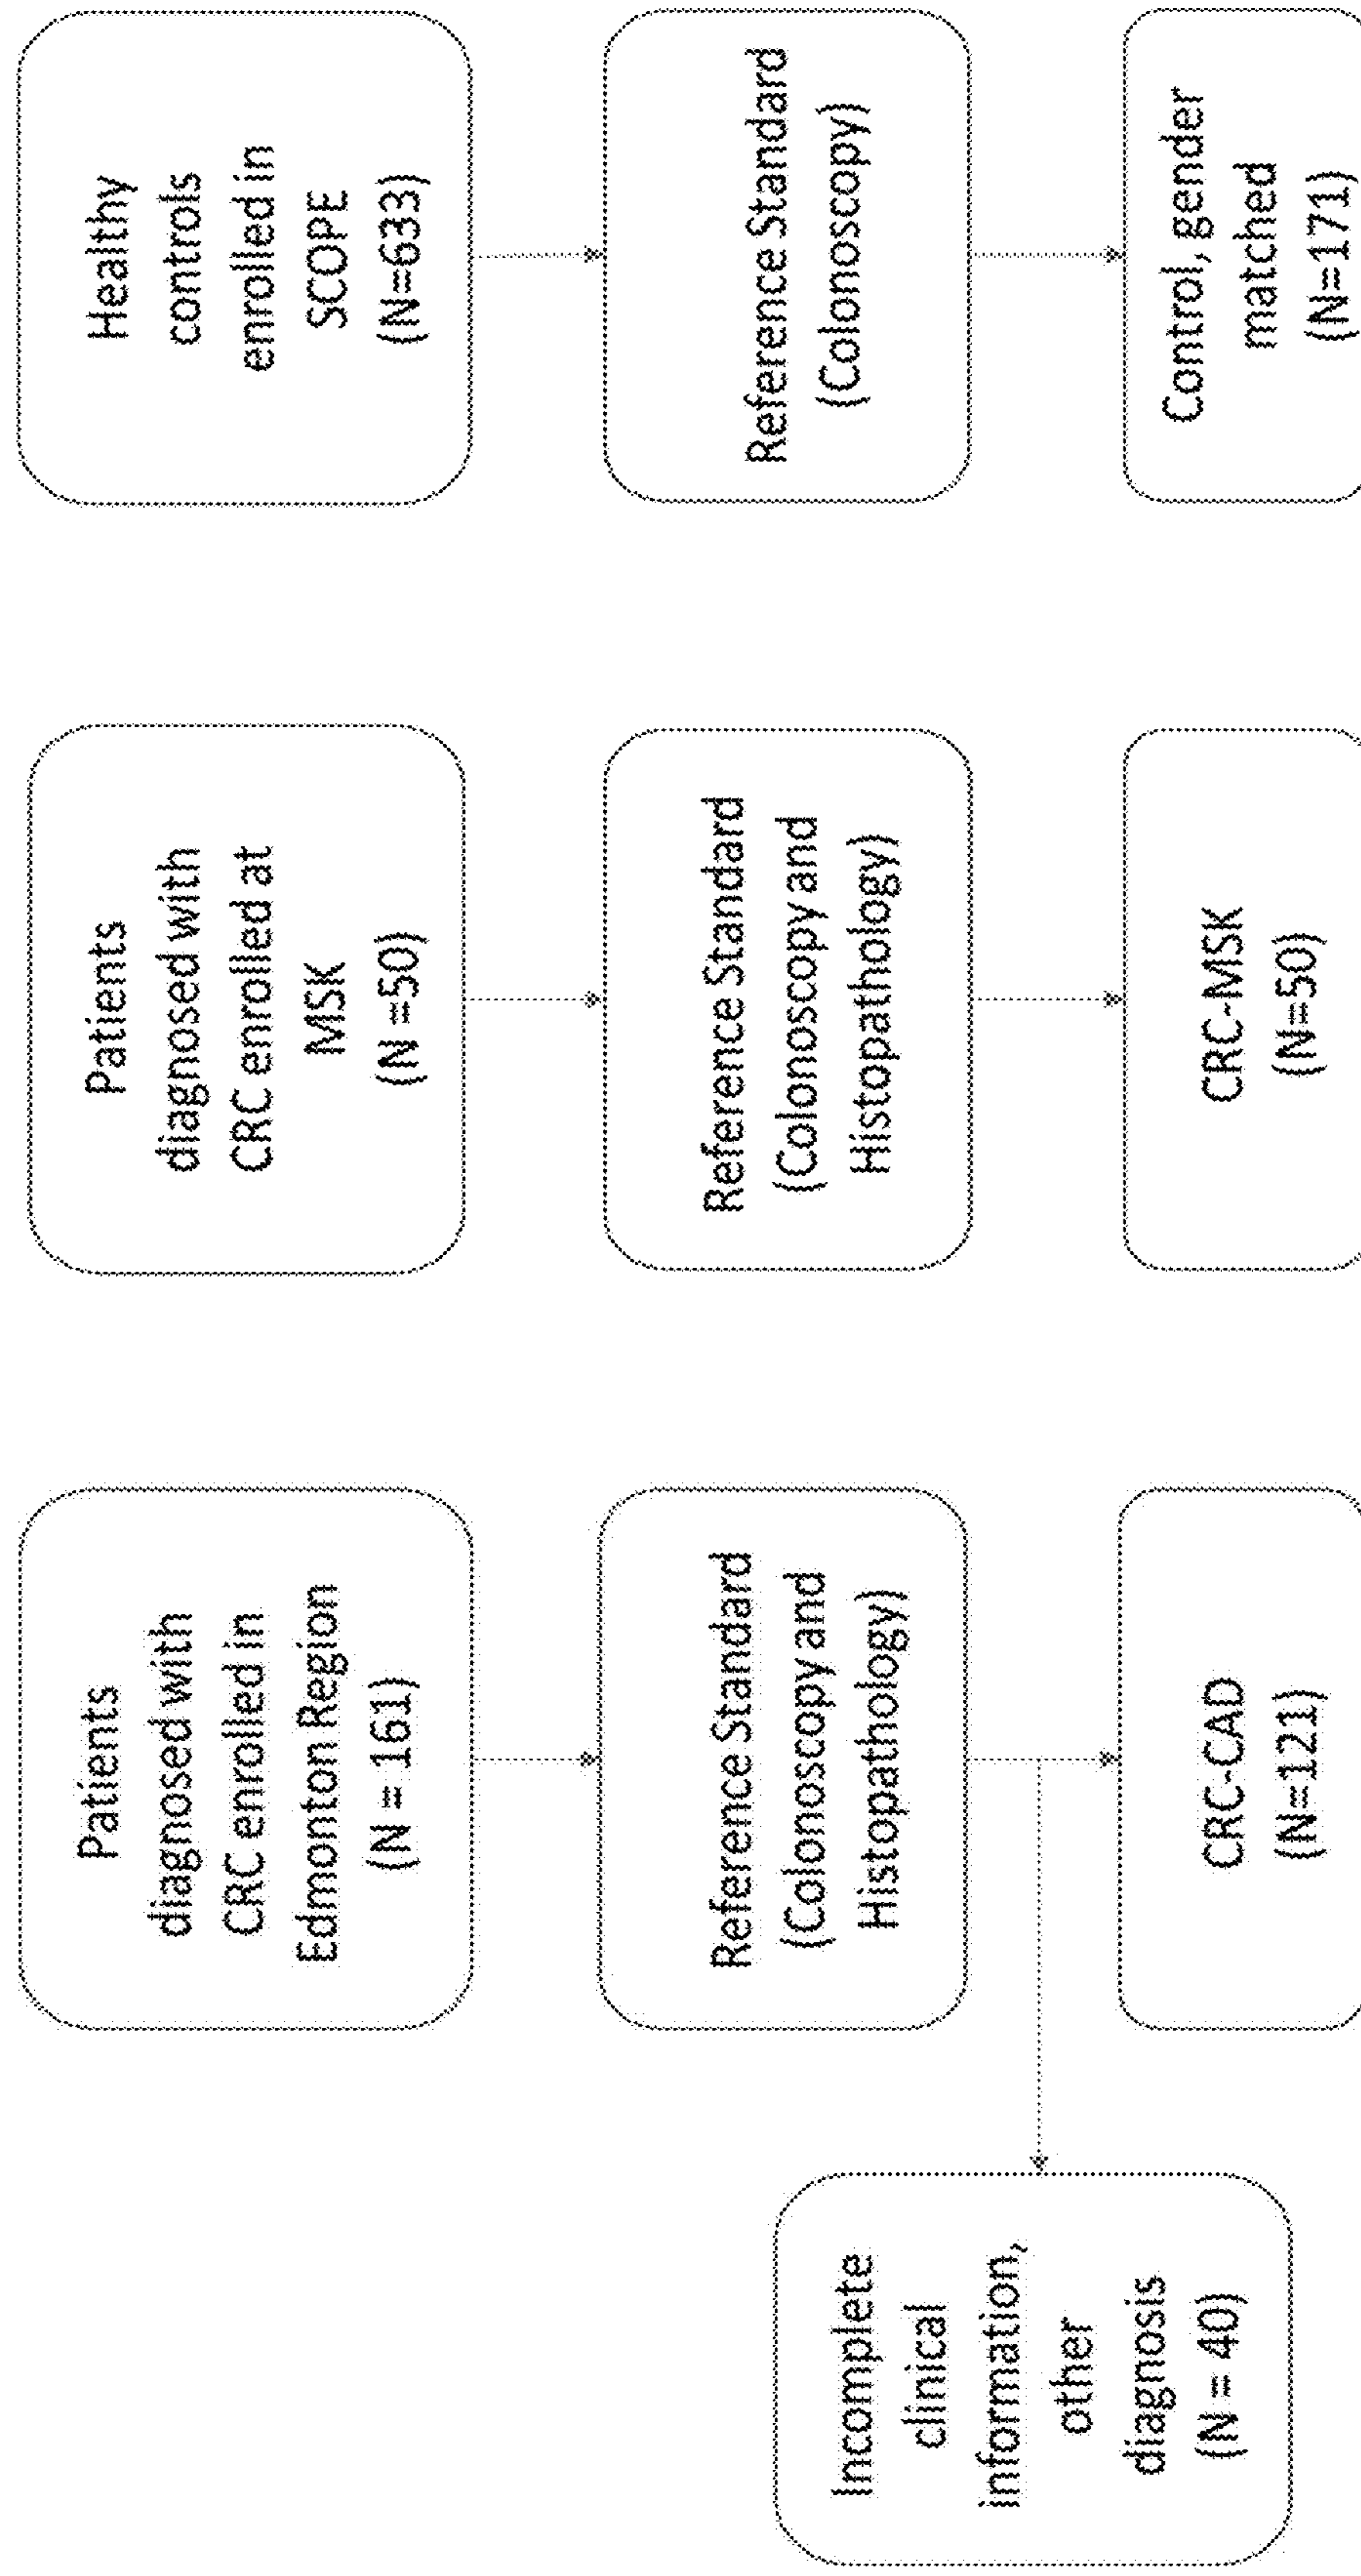 Patients
diagnosed with
CRC enrolled in
Edmonton Region
(N = 161)
Patients
diagnosed with
CRC enrolled at
MSK
(N =50)
Healthy
controls
enrolled in
SCOPE
(N=633)
Reference Standard
(Colonoscopy and
Histopathology)
Reference Standard
(Colonoscopy and
Histopathology)
Reference Standard
(Colonoscopy)
Incomplete
clinical
information,
other
diagnosis
(N = 40)
CRC-CAD
(N=121)
CRC-MSK
(N=50)
Control, gender
matched
(N=171)